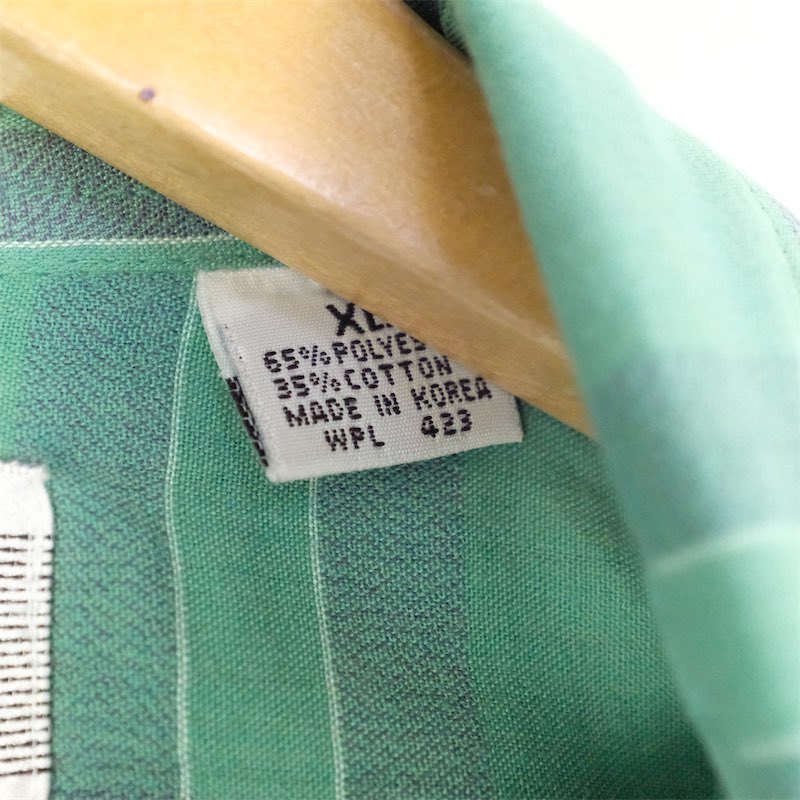 XL
65% POLYES
35% COTTON
MADE IN KOREA
WPL 423